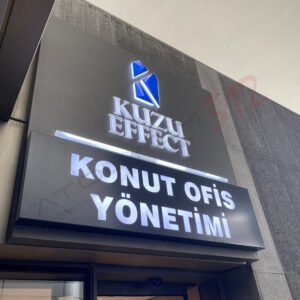 KUZU
EFFECT
KONUT OFİS
YÖNETİMİ